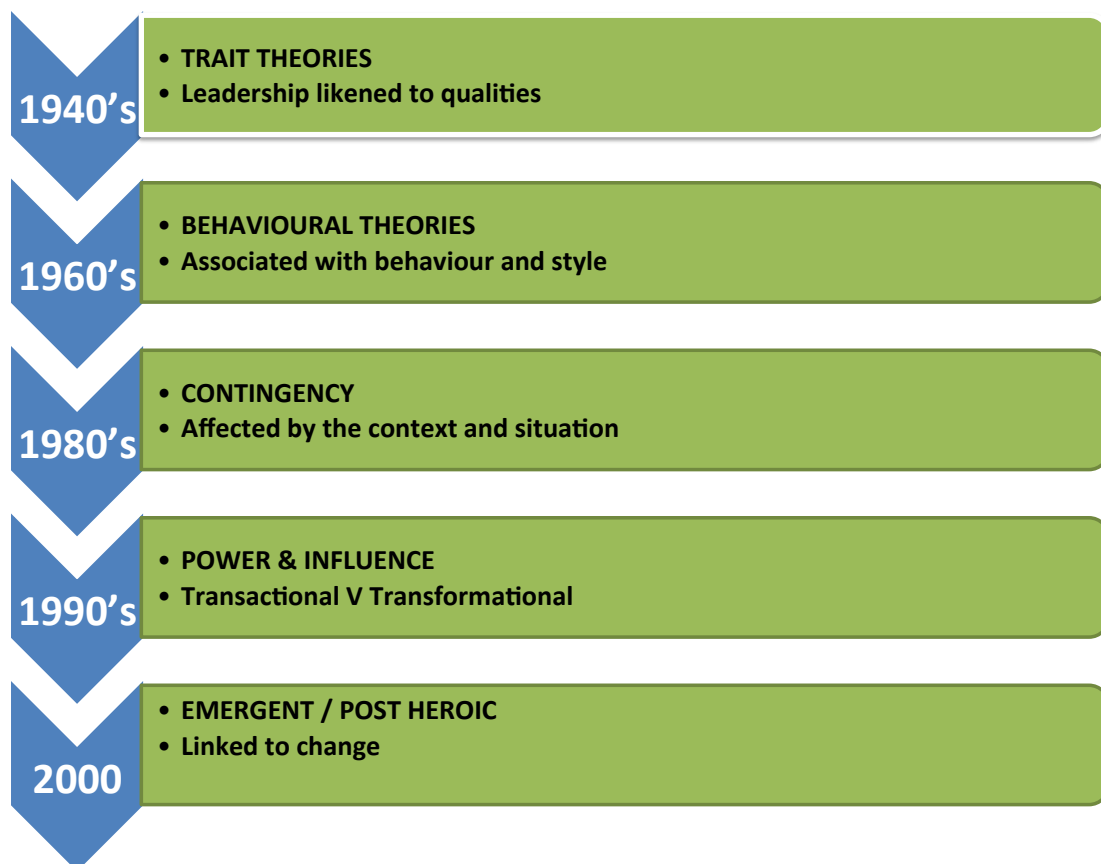 1940’s
• TRAIT THEORIES
• Leadership likened to qualities
1960’s
• BEHAVIOURAL THEORIES
• Associated with behaviour and style
1980’s
• CONTINGENCY
• Affected by the context and situation
1990’s
• POWER & INFLUENCE
• Transactional V Transformational
2000
• EMERGENT / POST HEROIC
• Linked to change